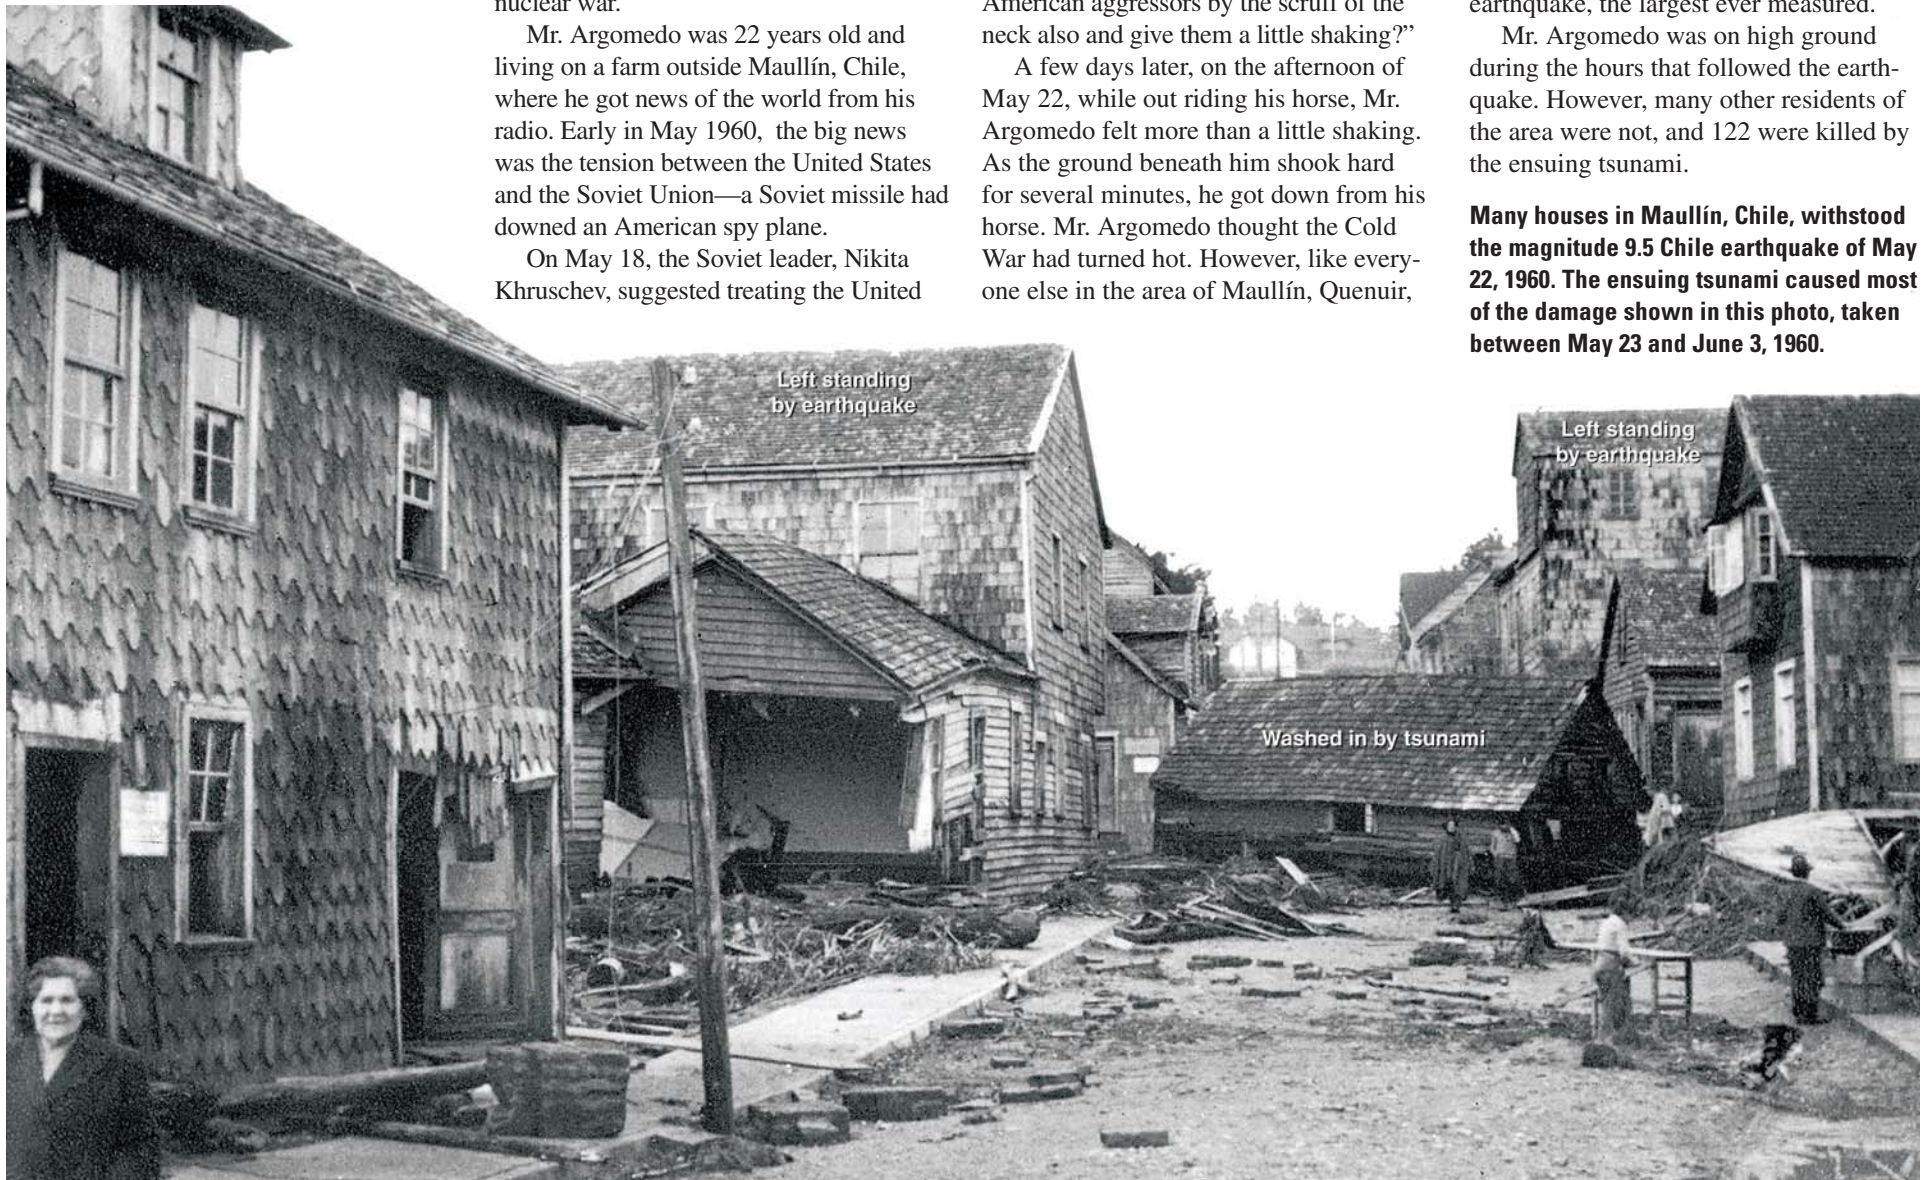 nuclear war.
Mr. Argomedo was 22 years old and
living on a farm outside Maullín, Chile,
where he got news of the world from his
radio. Early in May 1960, the big news
was the tension between the United States
and the Soviet Union—a Soviet missile had
downed an American spy plane.
On May 18, the Soviet leader, Nikita
Khruschev, suggested treating the United
American aggressors by the scruff of the
neck also and give them a little shaking?”
A few days later, on the afternoon of
May 22, while out riding his horse, Mr.
Argomedo felt more than a little shaking.
As the ground beneath him shook hard
for several minutes, he got down from his
horse. Mr. Argomedo thought the Cold
War had turned hot. However, like every-
one else in the area of Maullín, Quenuir,
earthquake, the largest ever measured.
Mr. Argomedo was on high ground
during the hours that followed the earth-
quake. However, many other residents of
the area were not, and 122 were killed by
the ensuing tsunami.
Many houses in Maullín, Chile, withstood
the magnitude 9.5 Chile earthquake of May
22, 1960. The ensuing tsunami caused most
of the damage shown in this photo, taken
between May 23 and June 3, 1960.
Left standing
by earthquake
Left standing
by earthquake
Washed in by tsunami